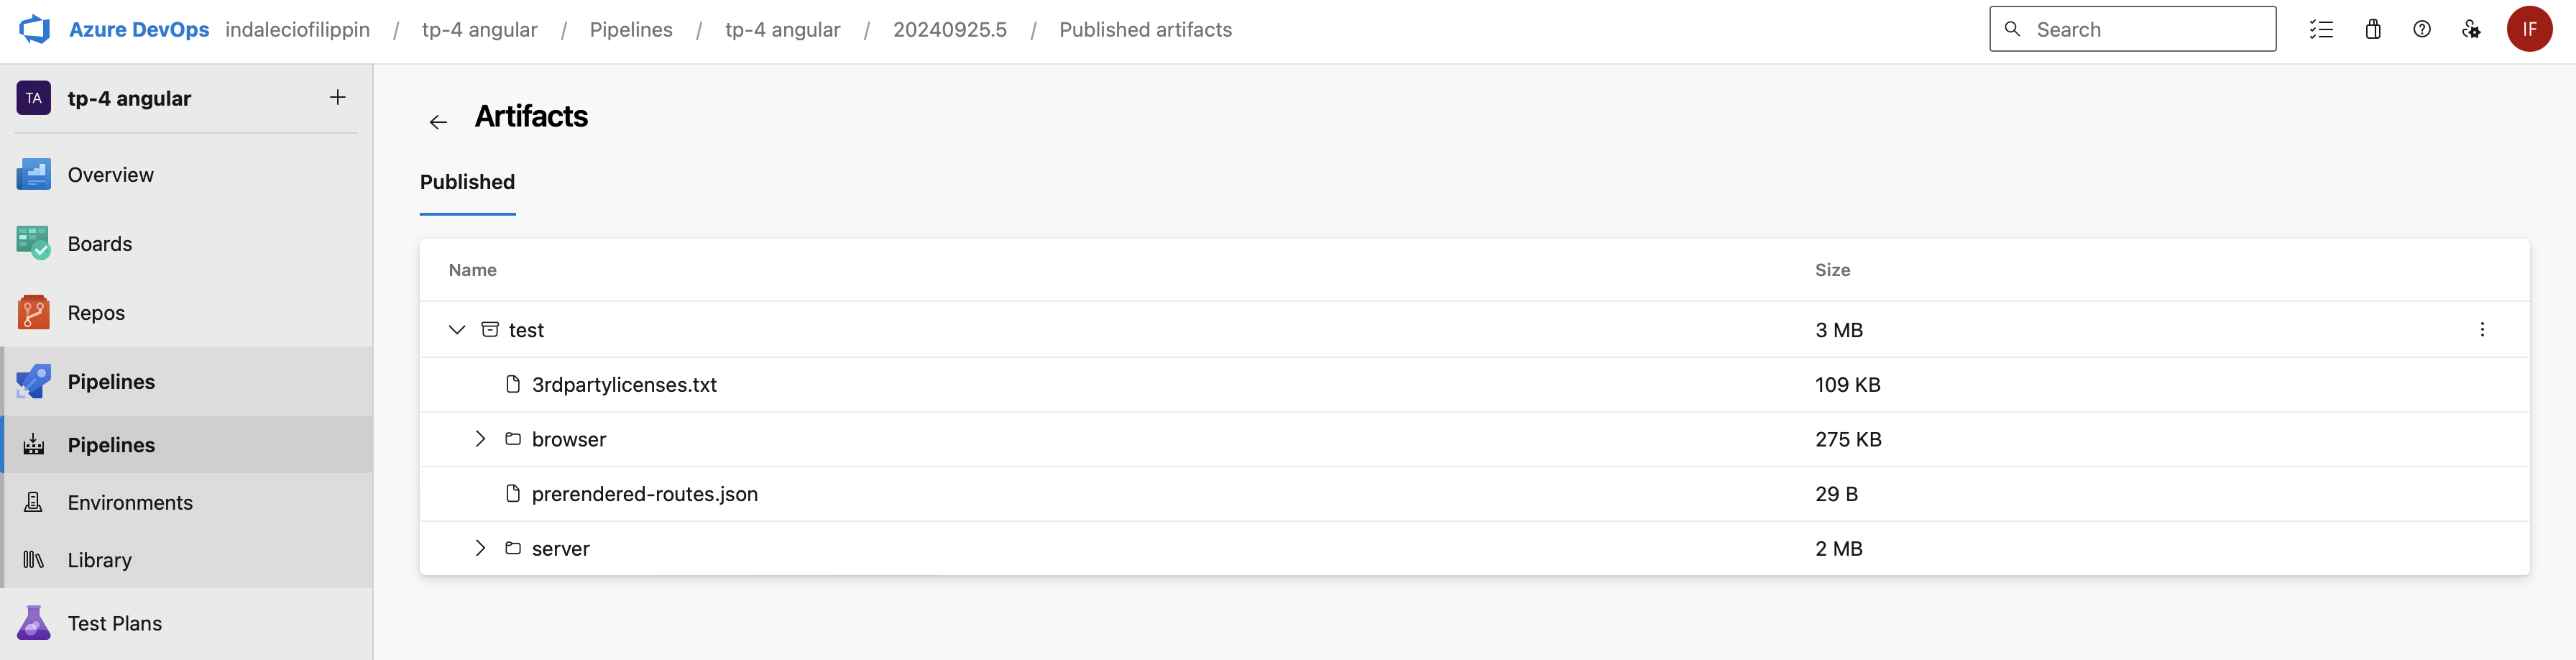 Azure DevOps indaleciofilippin / tp-4 angular / Pipelines / tp-4 angular / 20240925.5 / Published artifacts
Search
IF
TA tp-4 angular +
Overview
Boards
Repos
Pipelines
Pipelines
Environments
Library
Test Plans
Artifacts
Published
Name Size
test 3 MB
3rdpartylicenses.txt 109 KB
browser 275 KB
prerendered-routes.json 29 B
server 2 MB